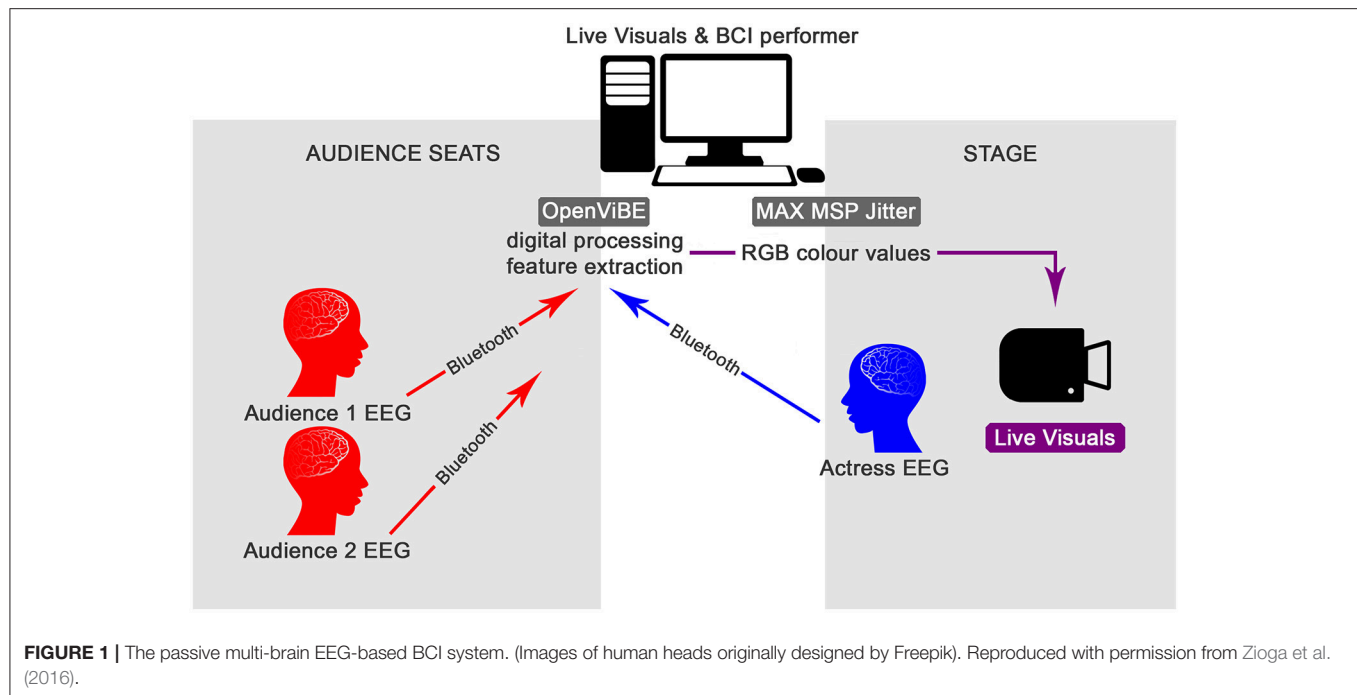 Live Visuals & BCI performer
AUDIENCE SEATS
STAGE
OpenViBE
MAX MSP Jitter
digital processing
feature extraction
RGB colour values
Bluetooth
Bluetooth
Audience 1 EEG
Bluetooth
Live Visuals
Actress EEG
Audience 2 EEG
FIGURE 1 | The passive multi-brain EEG-based BCI system. (Images of human heads originally designed by Freepik). Reproduced with permission from Zioga et al.
(2016).